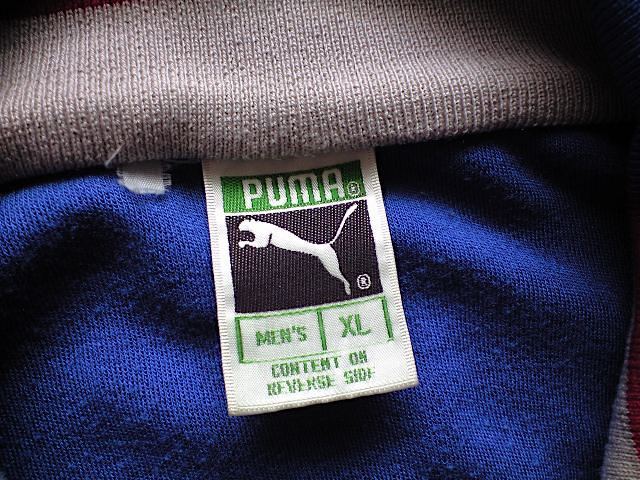 PUMA®
®
MEN'S XL
CONTENT ON
REVERSE SIDE